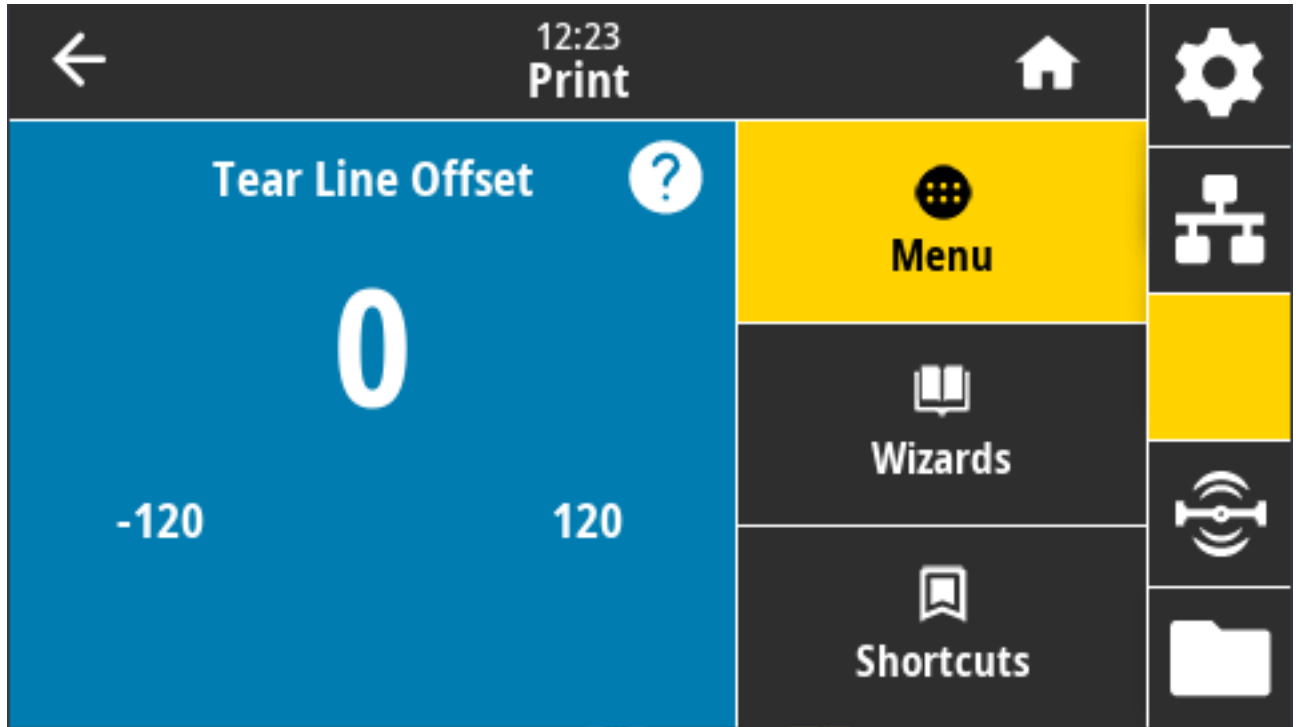 12:23
Print
Tear Line Offset
?
0
-120
120
Menu
Wizards
Shortcuts